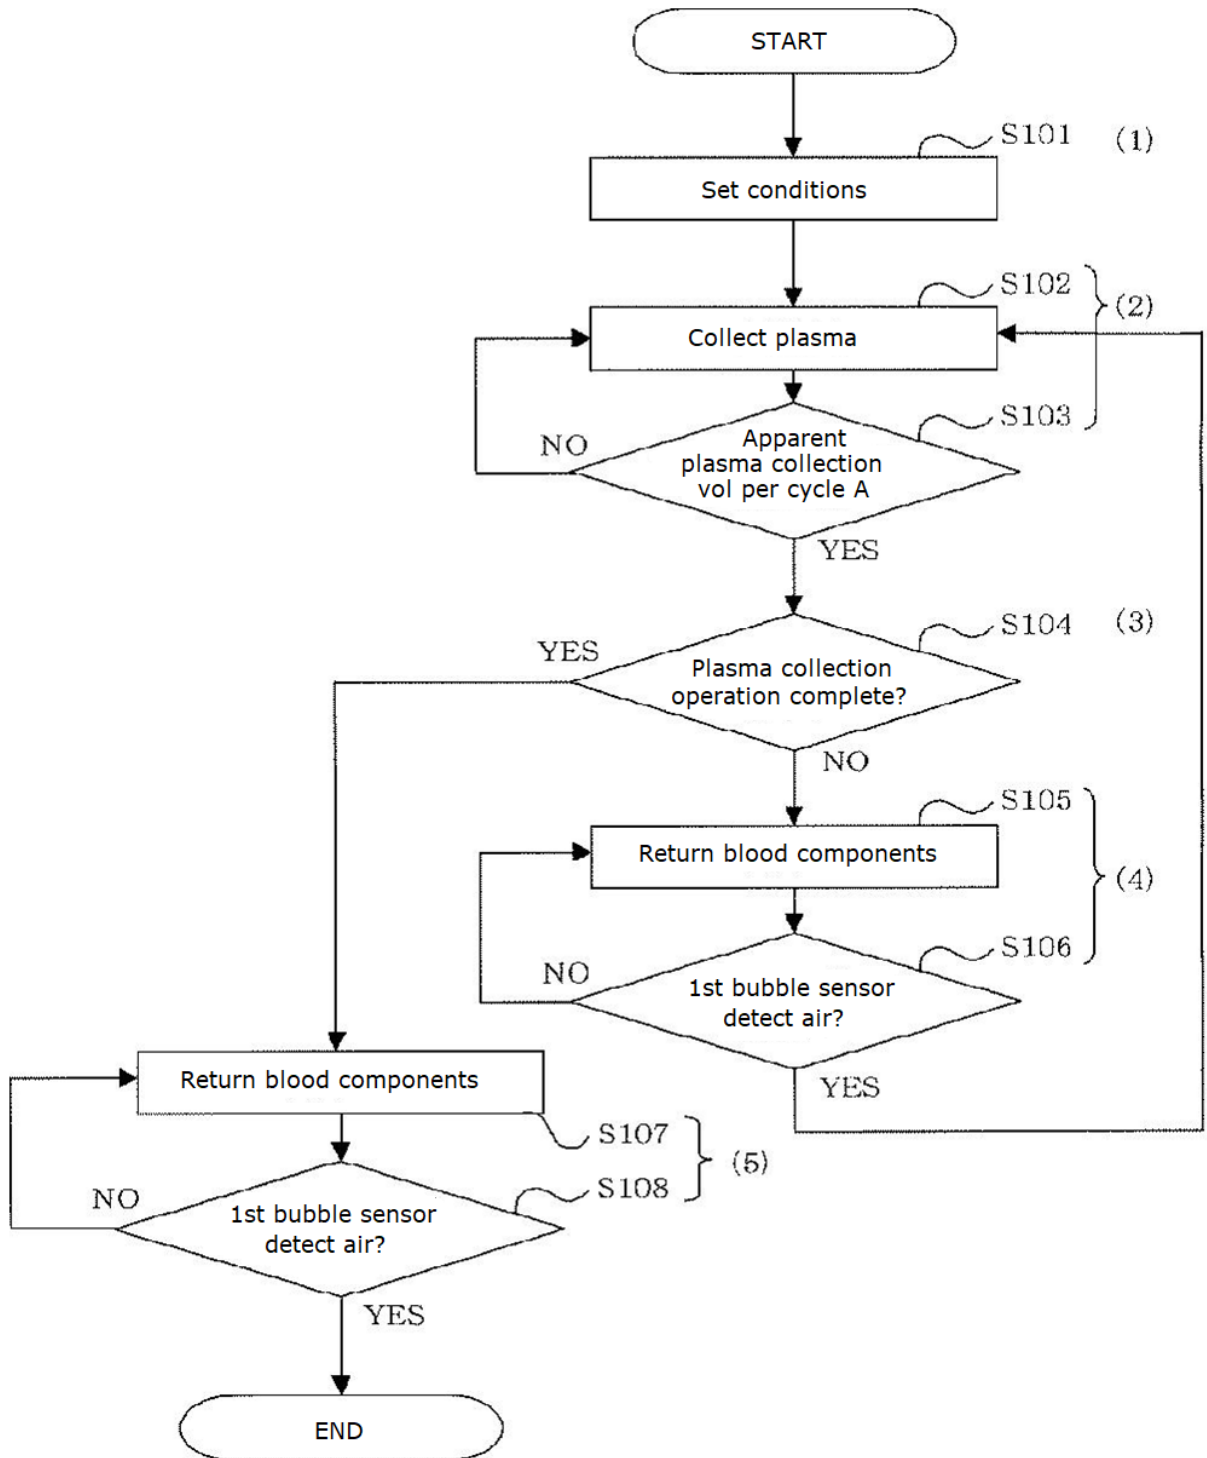 START
S101
(1)
Set conditions
S102
(2)
Collect plasma
S103
NO
Apparent
plasma collection
vol per cycle A
YES
S104
(3)
YES
Plasma collection
operation complete?
NO
S105
Return blood components
(4)
S106
NO
1st bubble sensor
detect air?
YES
Return blood components
S107
(5)
S108
NO
1st bubble sensor
detect air?
YES
END